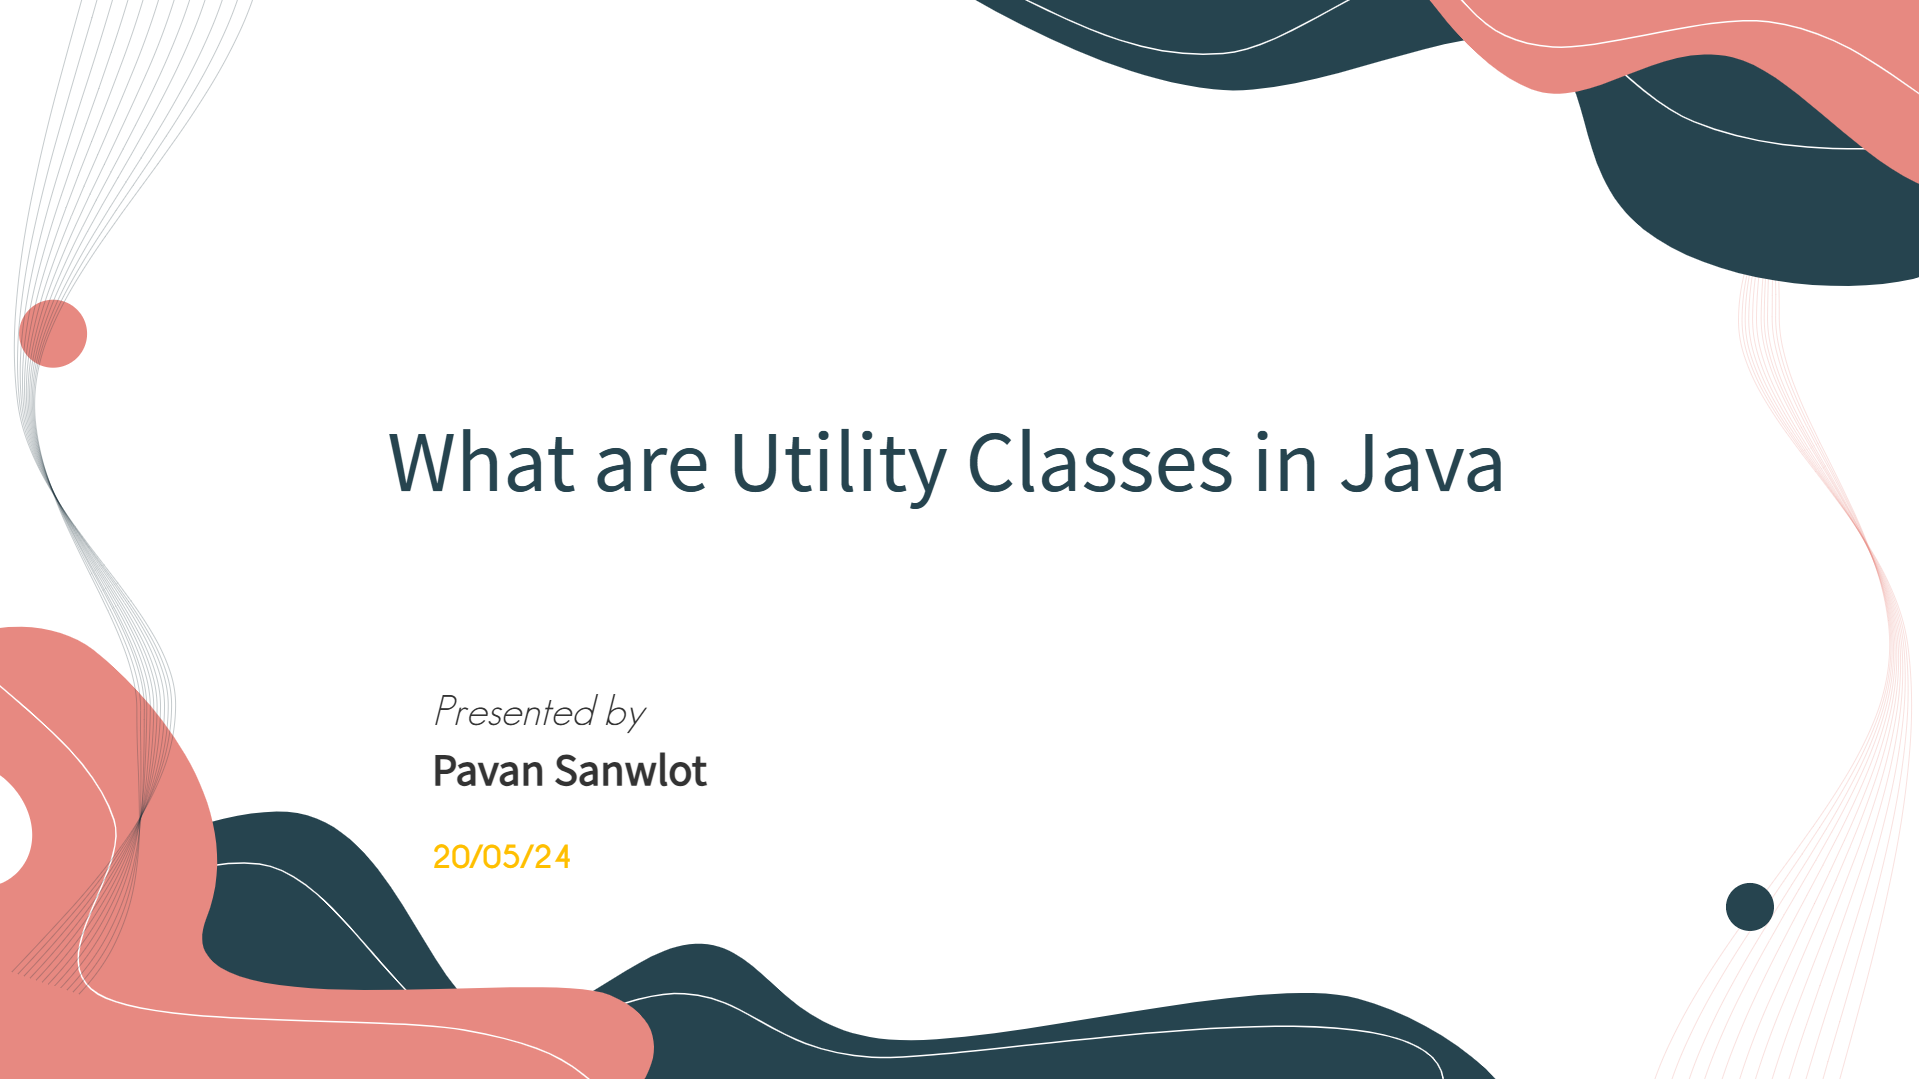 What are Utility Classes in Java
Presented by
Pavan Sanwlot
20/05/24